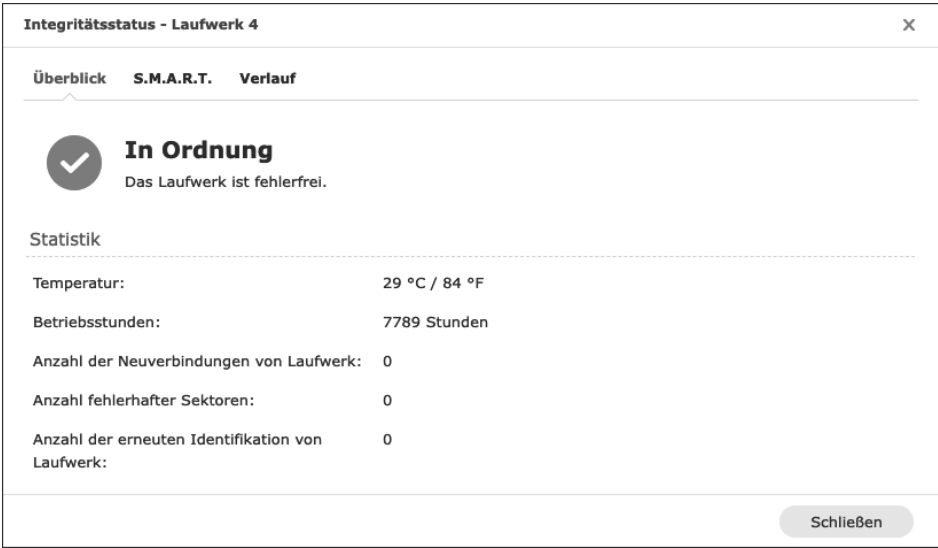 Integritätsstatus - Laufwerk 4
Überblick S.M.A.R.T. Verlauf
In Ordnung
Das Laufwerk ist fehlerfrei.
Statistik
Temperatur: 29 °C / 84 °F
Betriebsstunden: 7789 Stunden
Anzahl der Neuverbindungen von Laufwerk: 0
Anzahl fehlerhafter Sektoren: 0
Anzahl der erneuten Identifikation von 0
Laufwerk:
Schließen